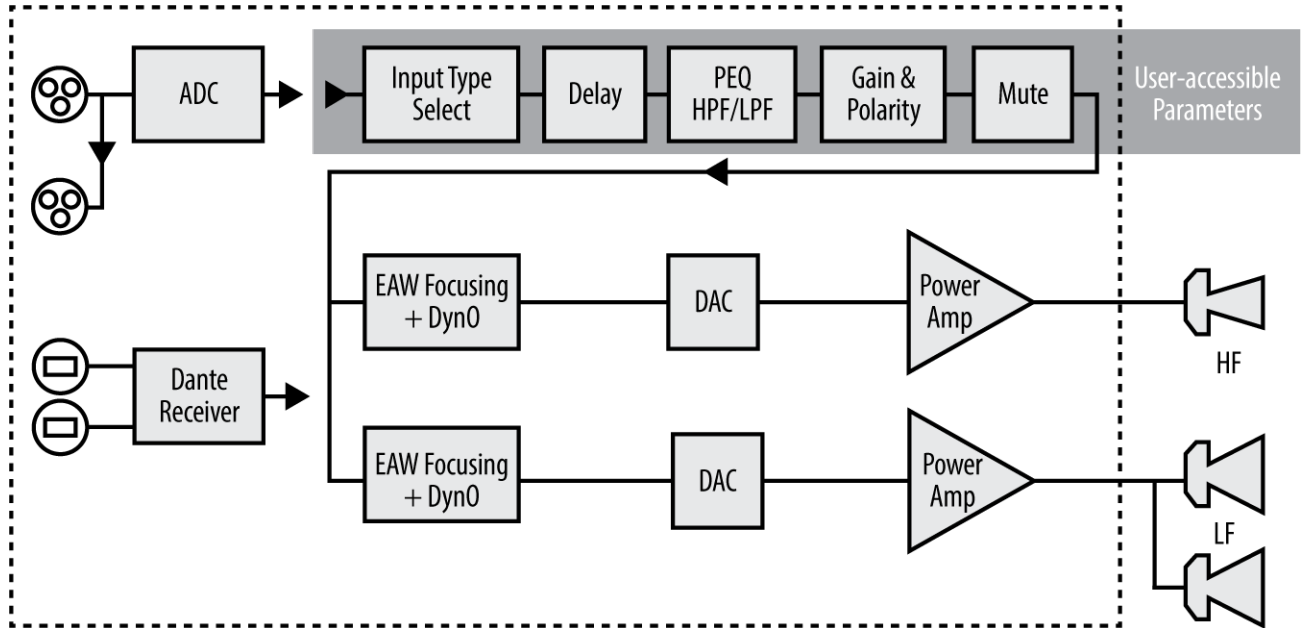 ADC
Input Type
Select
Delay
PEQ
HPF/LPF
Gain &
Polarity
Mute
User-accessible
Parameters
EAW Focusing
+ DynO
DAC
Power
Amp
HF
Dante
Receiver
EAW Focusing
+ DynO
DAC
Power
Amp
LF